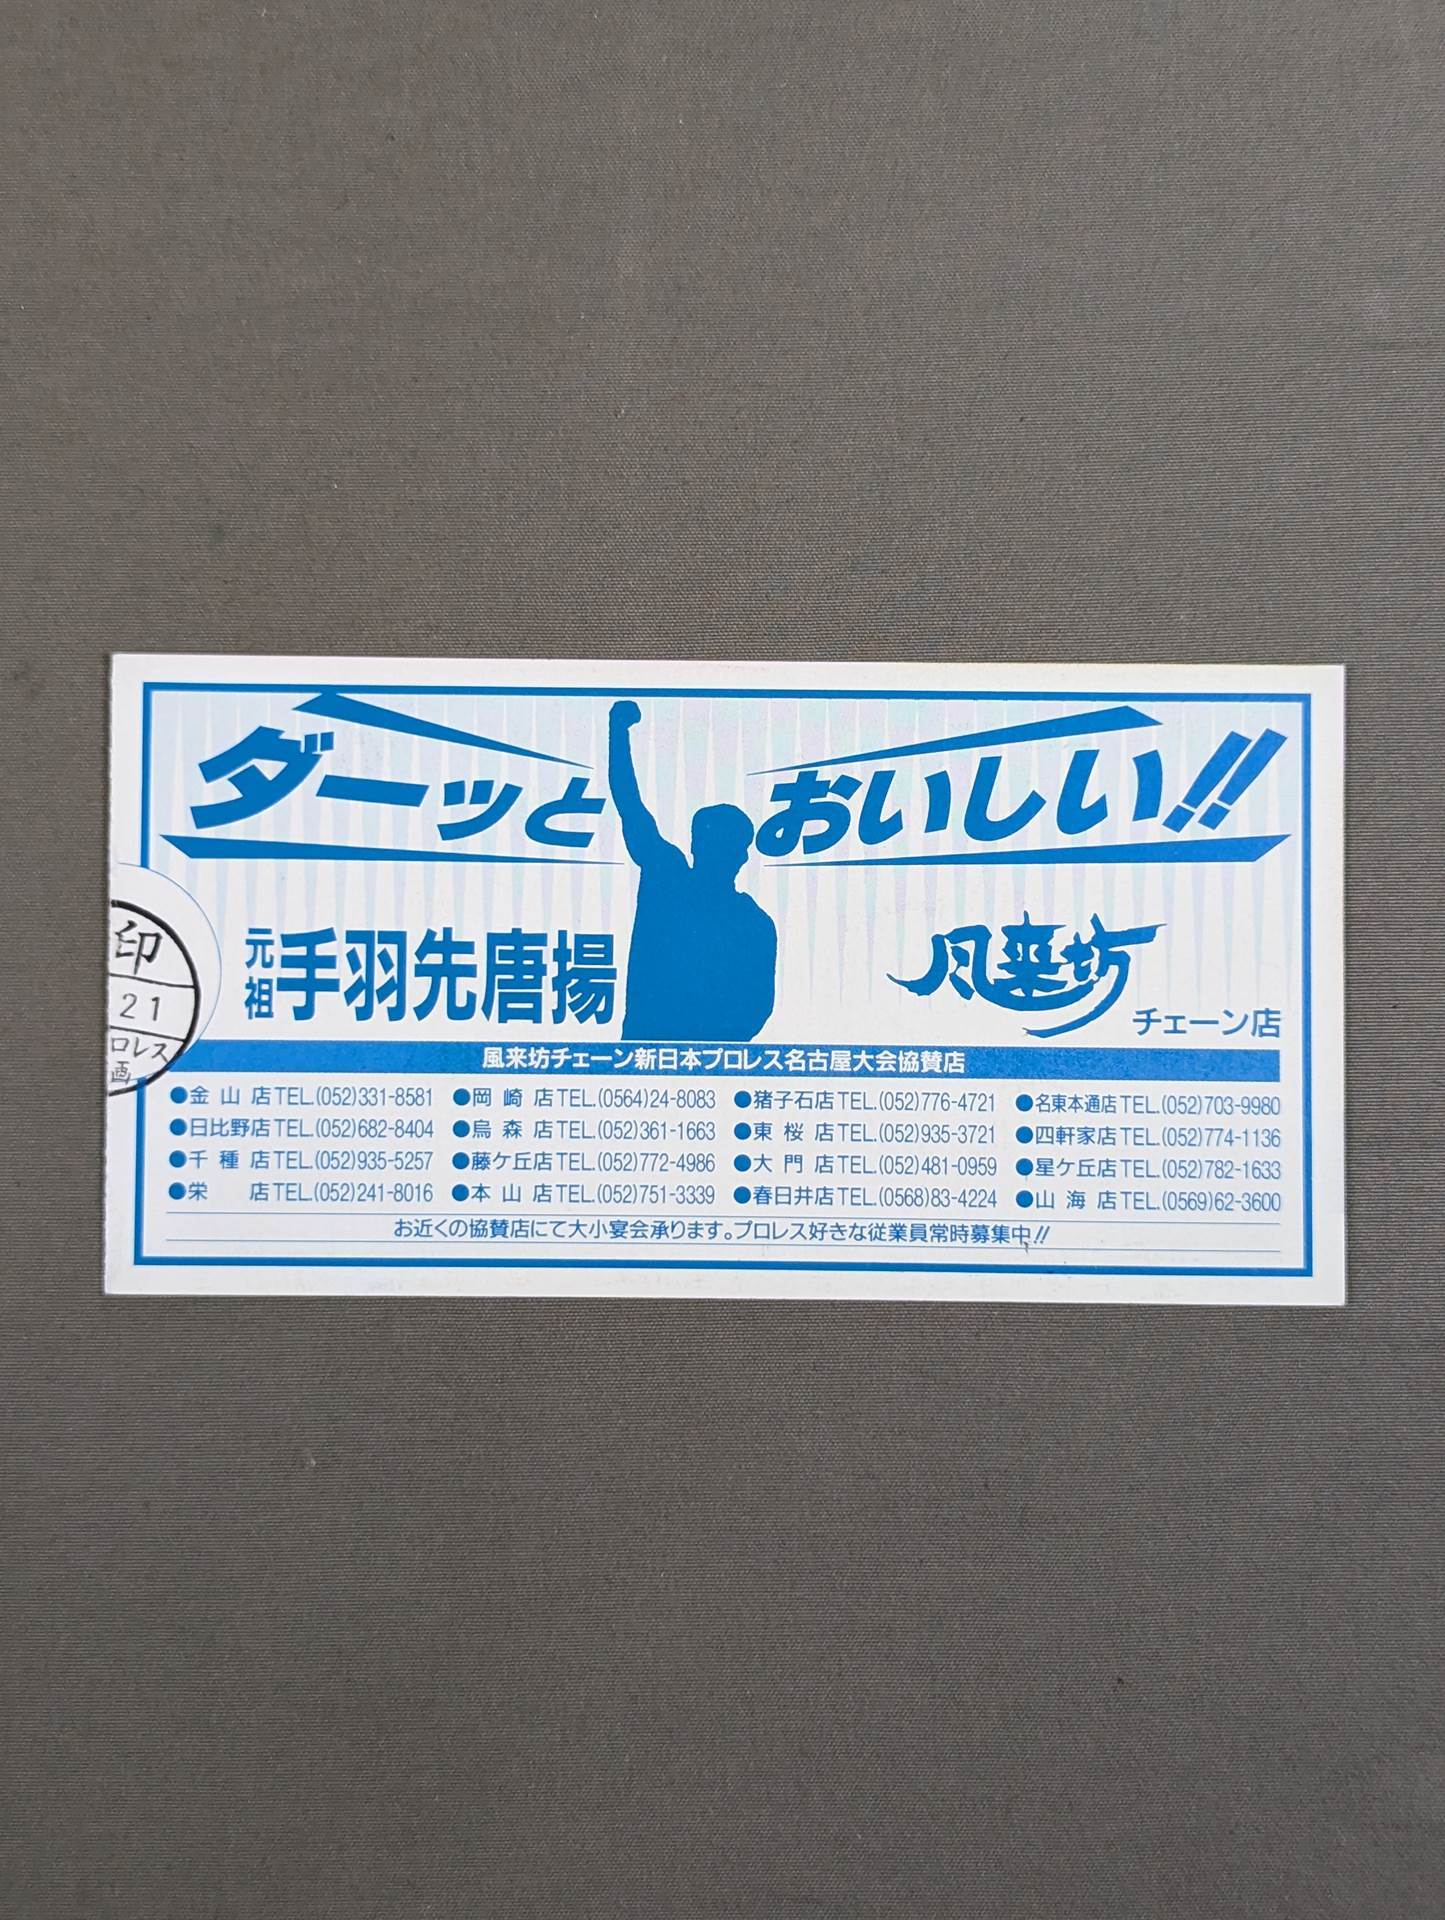 ダーッと おいしい!!
元祖手羽先唐揚
風来坊
チェーン店
印
21
ロレス
画
風来坊チェーン新日本プロレス名古屋大会協賛店
●金山店TEL.(052)331-8581 ●岡崎店TEL.(0564)24-8083 ●猪子石店TEL.(052)776-4721 ●名東本通店TEL.(052)703-9980
●日比野店TEL.(052)682-8404 ●烏森店TEL.(052)361-1663 ●東桜店TEL.(052)935-3721 ●四軒家店TEL.(052)774-1136
●千種店TEL.(052)935-5257 ●藤ケ丘店TEL.(052)772-4986 ●大門店TEL.(052)481-0959 ●星ケ丘店TEL.(052)782-1633
●栄店TEL.(052)241-8016 ●本山店TEL.(052)751-3339 ●春日井店TEL.(0568)83-4224 ●山海店TEL.(0569)62-3600
お近くの協賛店にて大小宴会承ります。プロレス好きな従業員常時募集中!!